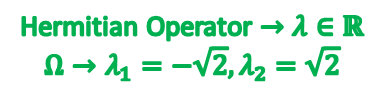 Hermitian Operator → λ ∈ ℝ
Ω → λ₁ = −√2, λ₂ = √2